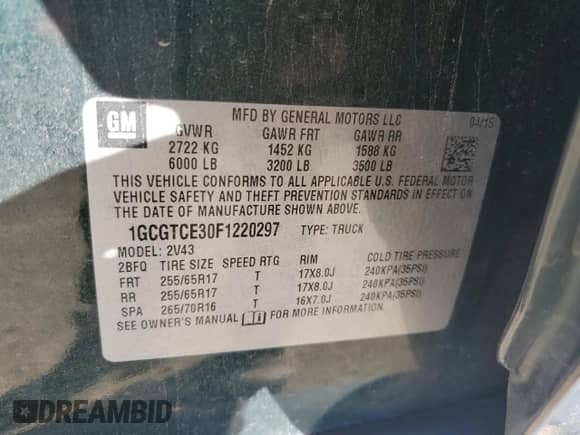 GM
MFD BY GENERAL MOTORS LLC 04/15
GVWR GAWR FRT GAWR RR
2722 KG 1452 KG 1588 KG
6000 LB 3200 LB 3500 LB
THIS VEHICLE CONFORMS TO ALL APPLICABLE U.S. FEDERAL MOTOR
VEHICLE SAFETY AND THEFT PREVENTION STANDARDS IN EFFECT ON
THE DATE OF MANUFACTURE SHOWN ABOVE.
1GCGTCE30F1220297 TYPE: TRUCK
MODEL: 2V43
2BFQ TIRE SIZE SPEED RTG RIM COLD TIRE PRESSURE
FRT 255/65R17 T 17X8.0J 240KPA(35PSI)
RR 255/65R17 T 17X8.0J 240KPA(35PSI)
SPA 265/70R16 T 16X7.0J 240KPA(35PSI)
SEE OWNER'S MANUAL FOR MORE INFORMATION.
DREAMBID